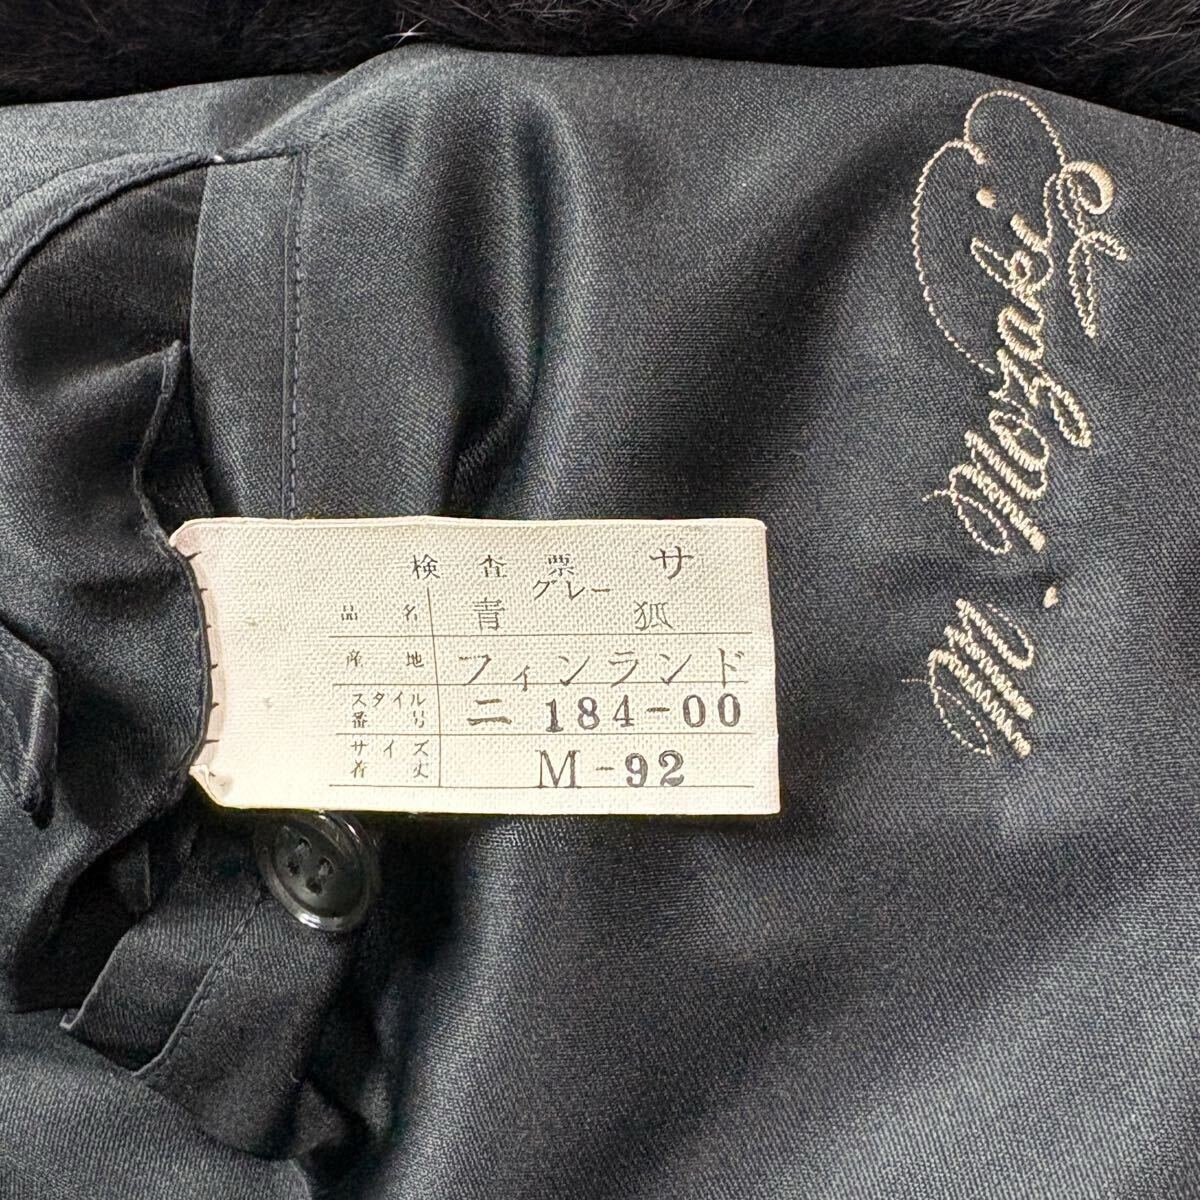 検査票 サ
グレー
品名 青狐
産地 フィンランド
スタイル番号 ニ 184-00
サイズ着丈 M-92
M. Nozaki